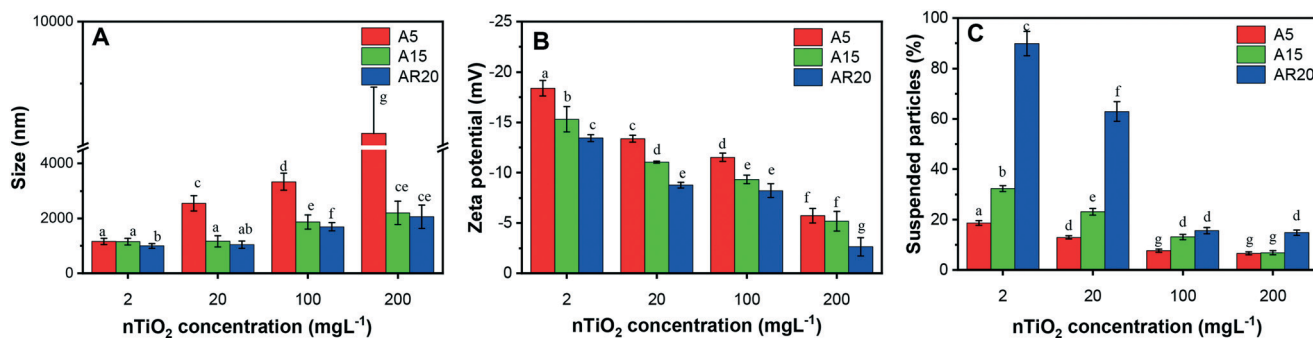 A
A5
A15
AR20
10000
4000
2000
0
Size (nm)
a a b
c a ab
d e f
g ce ce
2 20 100 200
nTiO₂ concentration (mgL⁻¹)
B
A5
A15
AR20
-25
-20
-15
-10
-5
-0
Zeta potential (mV)
a b c
c d e
d e e
f f g
2 20 100 200
nTiO₂ concentration (mgL⁻¹)
C
A5
A15
AR20
100
80
60
40
20
0
Suspended particles (%)
a b c
d e f
g d d
g g d
2 20 100 200
nTiO₂ concentration (mgL⁻¹)